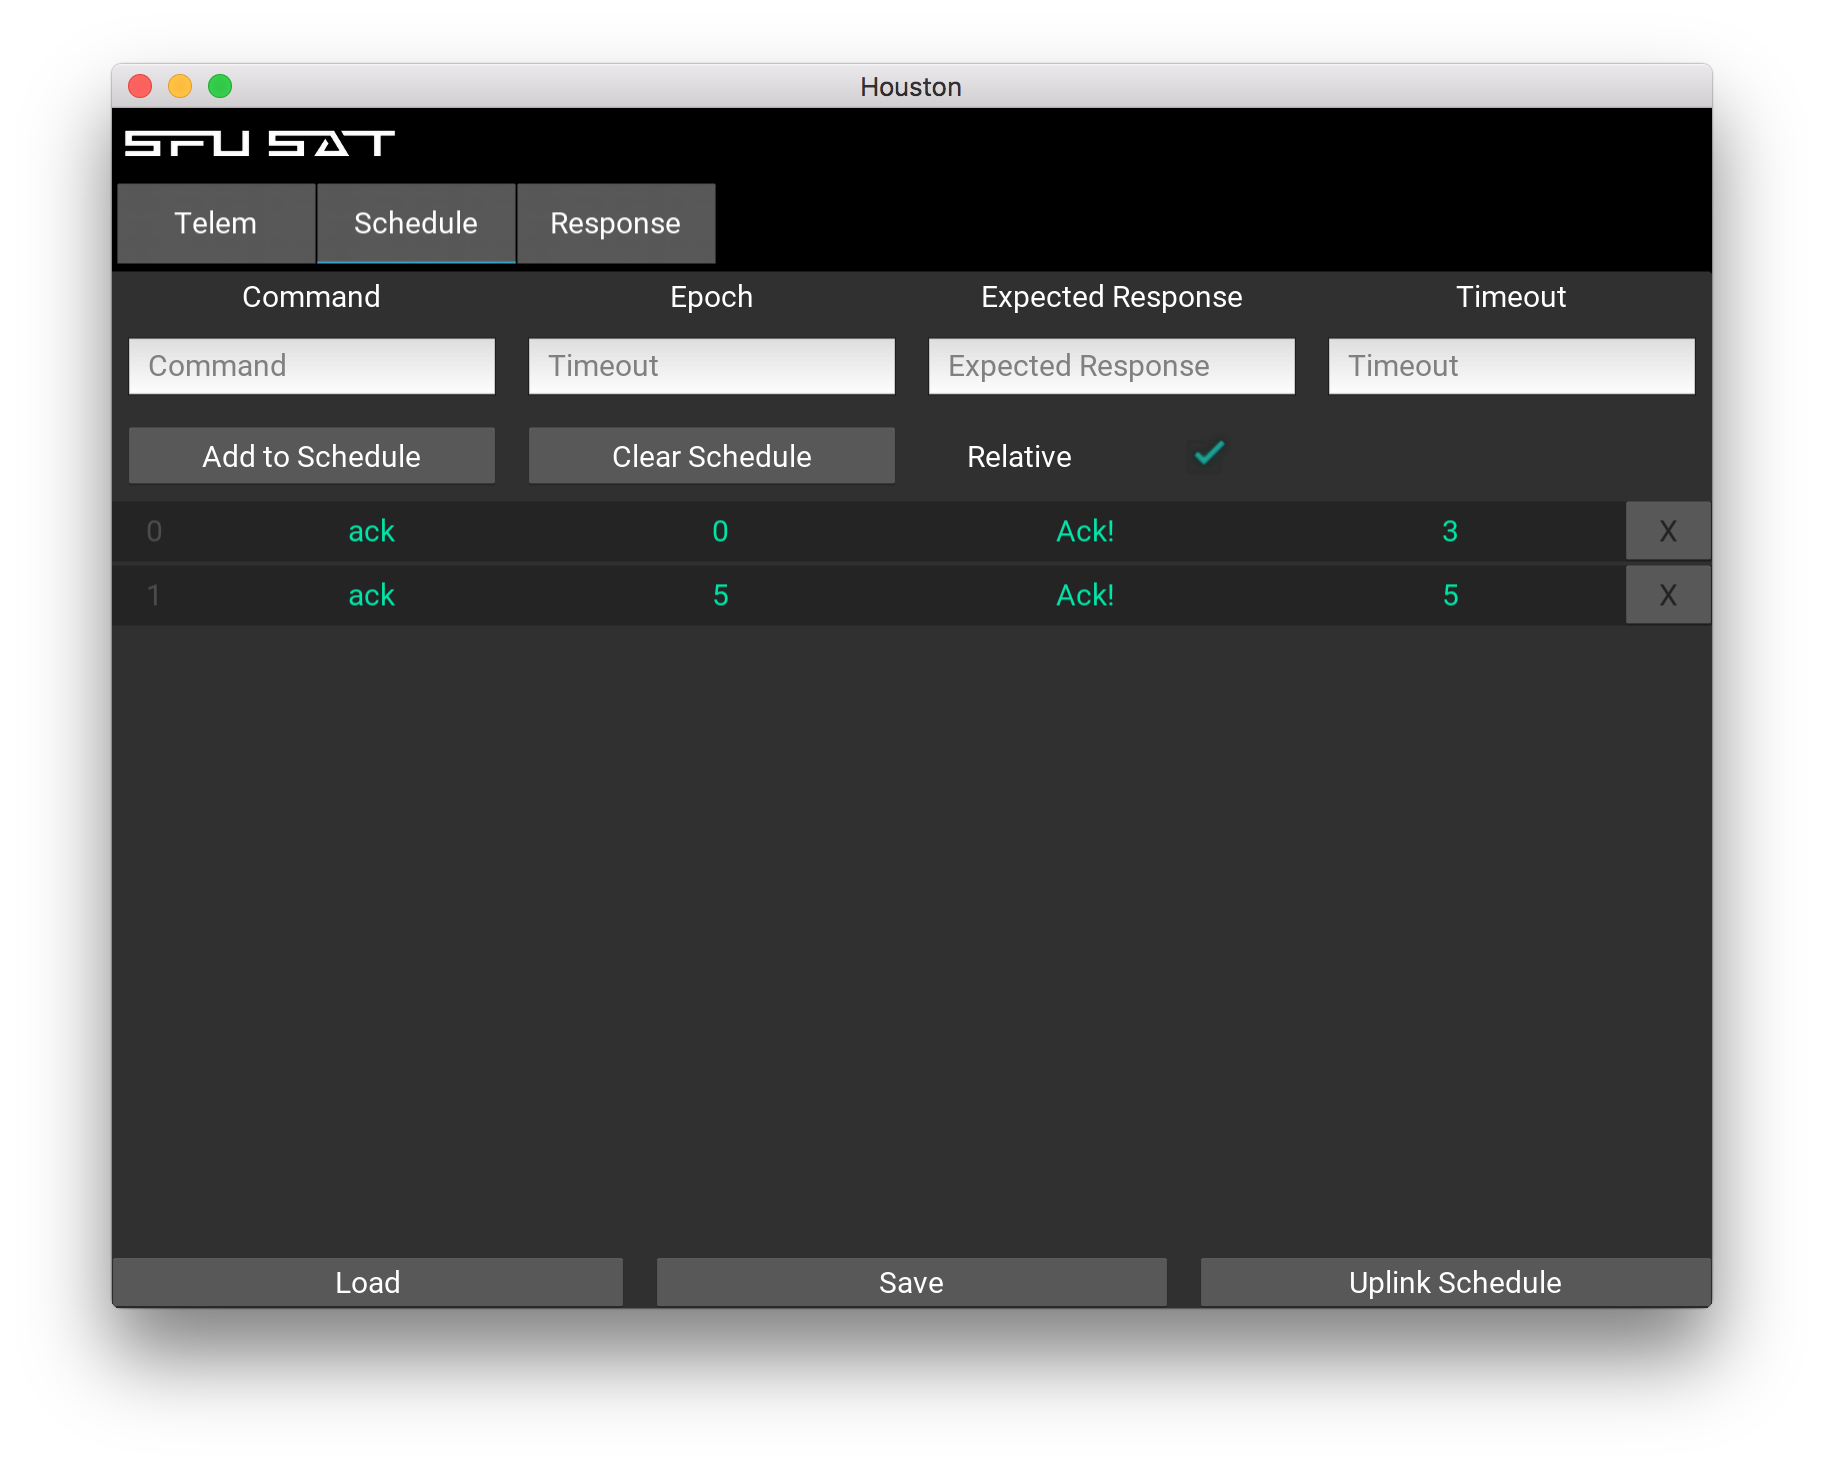 Houston
SFU SAT
Telem Schedule Response
Command Epoch Expected Response Timeout
Command Timeout Expected Response Timeout
Add to Schedule Clear Schedule Relative
0 ack 0 Ack! 3 X
1 ack 5 Ack! 5 X
Load Save Uplink Schedule